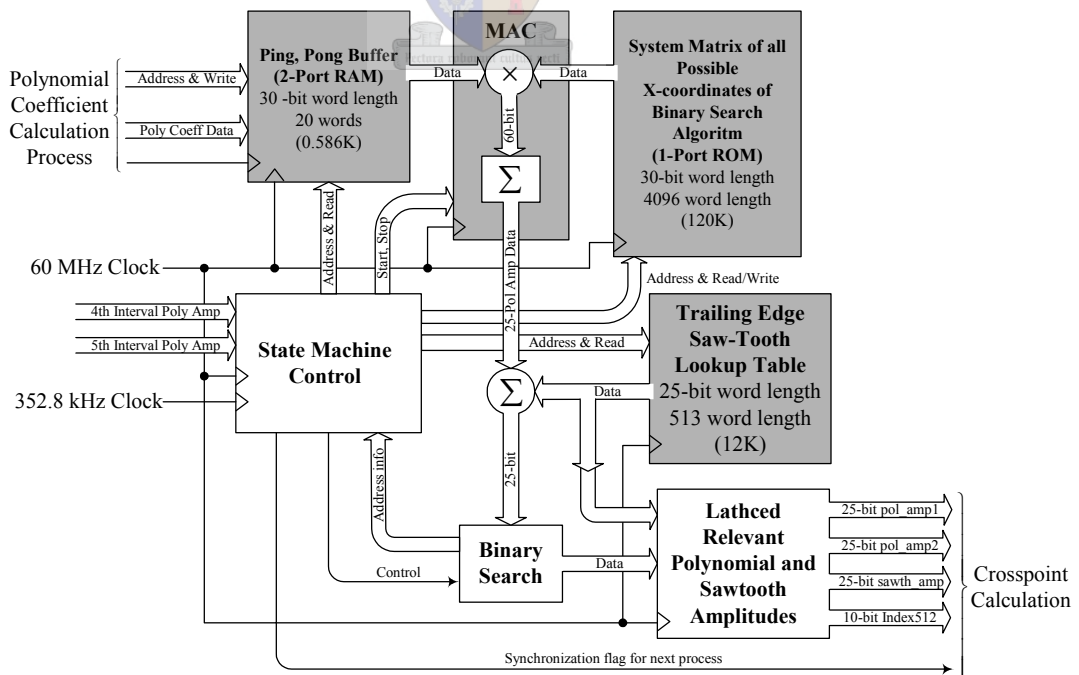 Polynomial
Coefficient
Calculation
Process
Address & Write
Poly Coeff Data
Ping, Pong Buffer
(2-Port RAM)
30 -bit word length
20 words
(0.586K)
Data
MAC
×
Data
60-bit
Σ
System Matrix of all
Possible
X-coordinates of
Binary Search
Algoritm
(1-Port ROM)
30-bit word length
4096 word length
(120K)
Address & Read
Start, Stop
25-Pol Amp Data
60 MHz Clock
Address & Read/Write
4th Interval Poly Amp
5th Interval Poly Amp
State Machine
Control
352.8 kHz Clock
Address & Read
Trailing Edge
Saw-Tooth
Lookup Table
25-bit word length
513 word length
(12K)
Σ
Data
25-bit
Address info
Control
Binary
Search
Data
Lathced
Relevant
Polynomial and
Sawtooth
Amplitudes
25-bit pol_amp1
25-bit pol_amp2
25-bit sawth_amp
10-bit Index512
Crosspoint
Calculation
Synchronization flag for next process